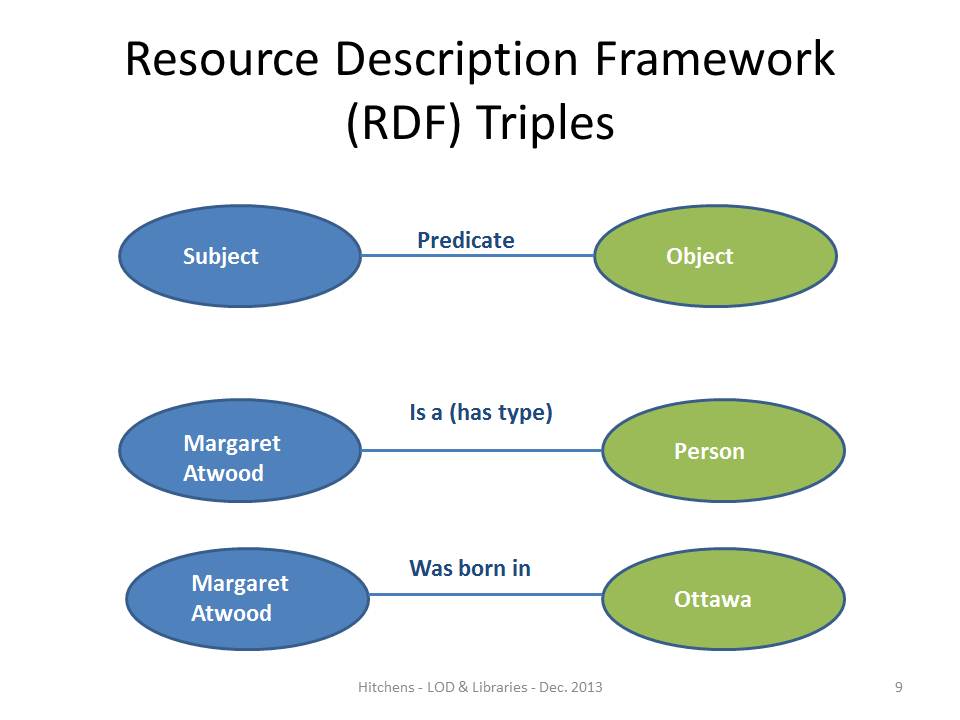 Resource Description Framework
(RDF) Triples
Subject
Predicate
Object
Margaret
Atwood
Is a (has type)
Person
Margaret
Atwood
Was born in
Ottawa
Hitchens - LOD & Libraries - Dec. 2013
9